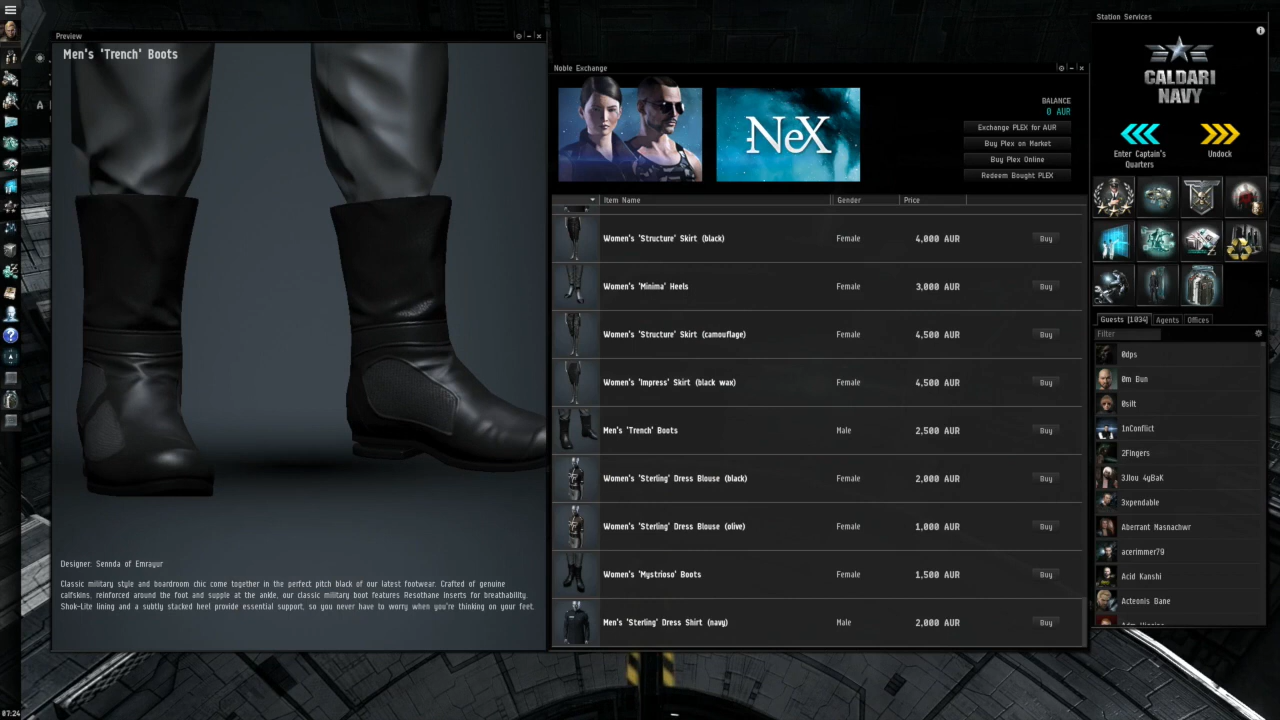 Preview
Men's 'Trench' Boots
Designer: Sennda of Emrayur
Classic military style and boardroom chic come together in the perfect pitch black of our latest footwear. Crafted of genuine
calfskins, reinforced around the foot and supple at the ankle, our classic military boot features Resothane inserts for breathability.
Shok-Lite lining and a subtly stacked heel provide essential support, so you never have to worry when you're thinking on your feet.
Noble Exchange
NeX
BALANCE
0 AUR
Exchange PLEX for AUR
Buy Plex on Market
Buy Plex Online
Redeem Bought PLEX
Item Name Gender Price
Women's 'Structure' Skirt (black) Female 4,000 AUR Buy
Women's 'Minima' Heels Female 3,000 AUR Buy
Women's 'Structure' Skirt (camouflage) Female 4,500 AUR Buy
Women's 'Impress' Skirt (black wax) Female 4,500 AUR Buy
Men's 'Trench' Boots Male 2,500 AUR Buy
Women's 'Sterling' Dress Blouse (black) Female 2,000 AUR Buy
Women's 'Sterling' Dress Blouse (olive) Female 1,000 AUR Buy
Women's 'Mystrioso' Boots Female 1,500 AUR Buy
Men's 'Sterling' Dress Shirt (navy) Male 2,000 AUR Buy
Station Services
CALDARI
NAVY
Enter Captain's
Quarters
Undock
Guests [1034] Agents Offices
Filter
0dps
0m Bun
0silt
1nConflict
2Fingers
3JIou 4yBaK
3xpendable
Aberrant Masnachwr
acerimmer79
Acid Kanshi
Acteonis Bane
07:24